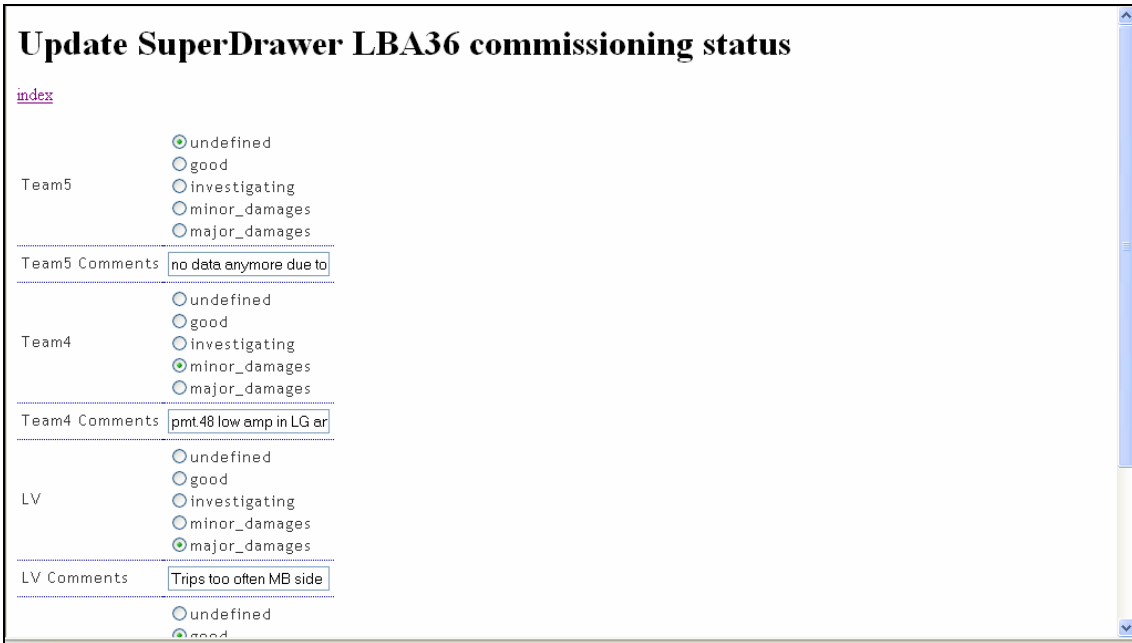 Update SuperDrawer LBA36 commissioning status
index
undefined
good
Team5
investigating
minor_damages
major_damages
Team5 Comments no data anymore due to
undefined
good
Team4
investigating
minor_damages
major_damages
Team4 Comments pmt.48 low amp in LG ar
undefined
good
LV
investigating
minor_damages
major_damages
LV Comments Trips too often MB side
undefined
good